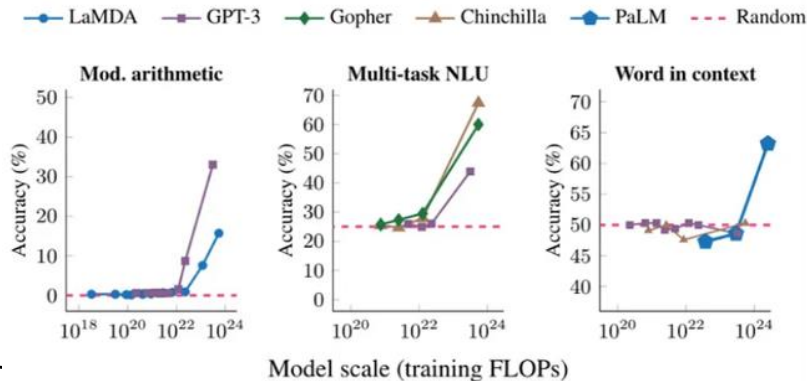 LaMDA GPT-3 Gopher Chinchilla PaLM Random
Mod. arithmetic
Multi-task NLU
Word in context
Accuracy (%)
50
40
30
20
10
0
10^18 10^20 10^22 10^24
Accuracy (%)
70
60
50
40
30
20
10
0
10^20 10^22 10^24
Accuracy (%)
70
65
60
55
50
45
40
10^20 10^22 10^24
Model scale (training FLOPs)